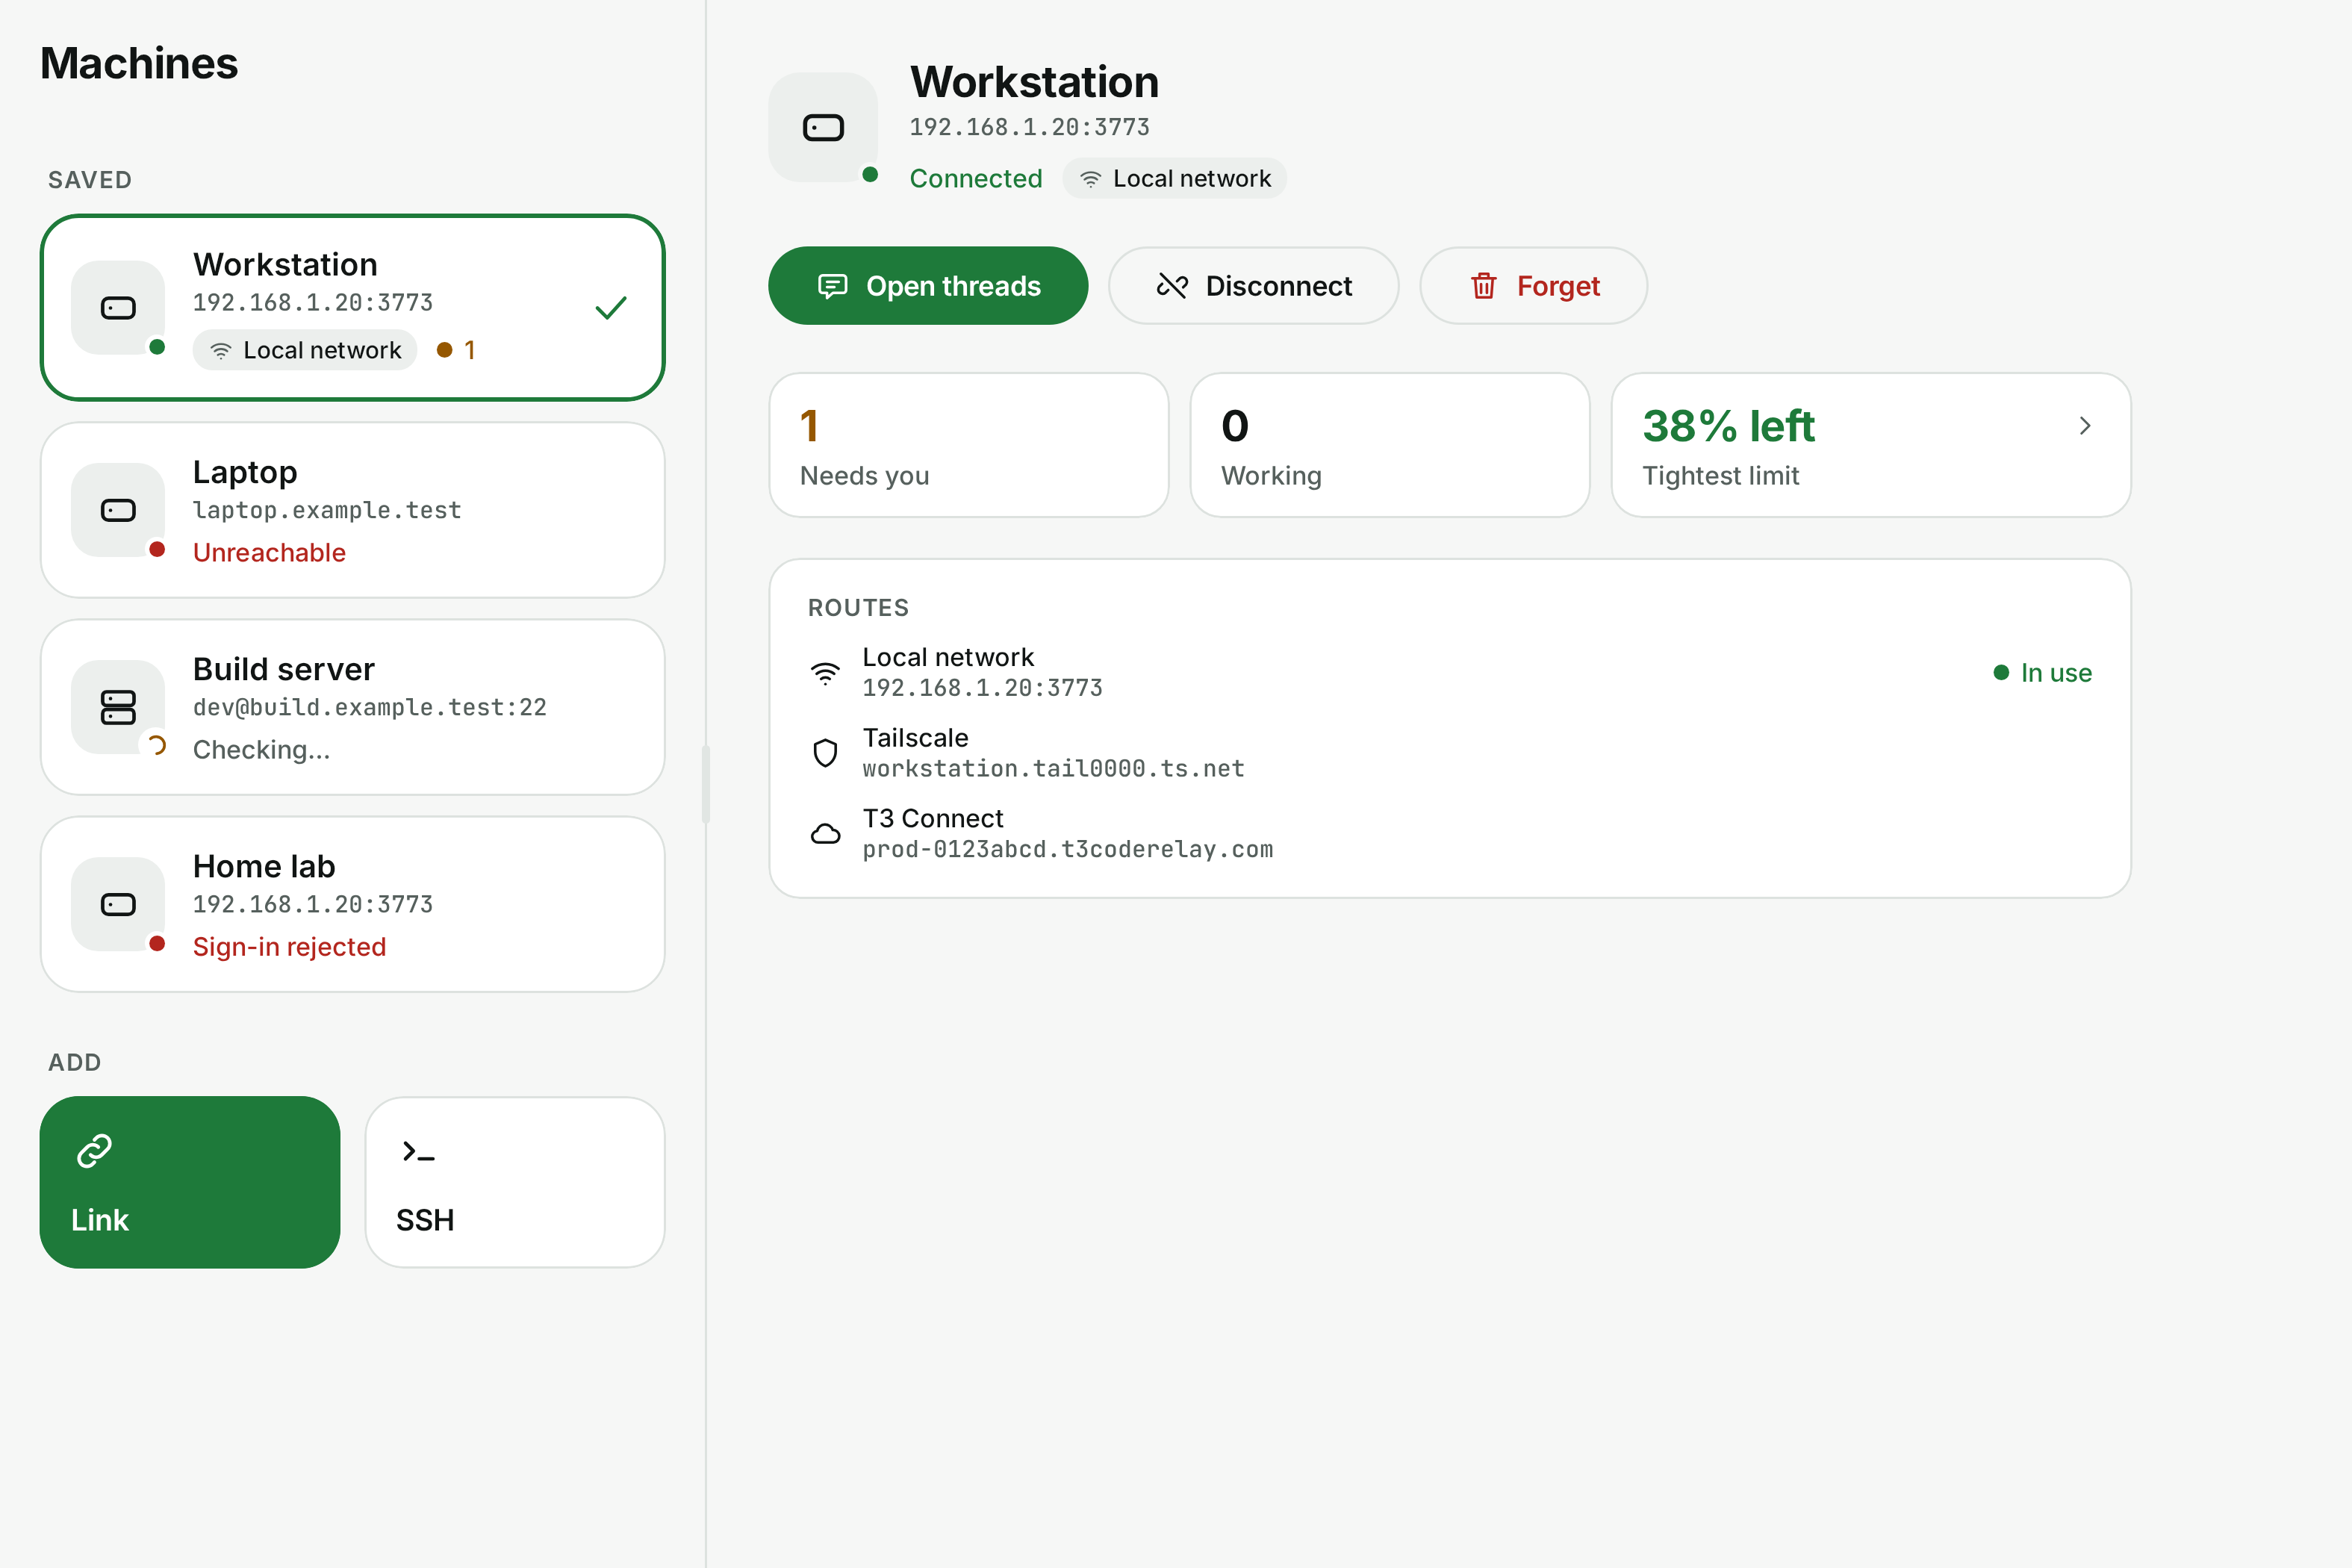 Machines
SAVED
Workstation
192.168.1.20:3773
Local network 1
Laptop
laptop.example.test
Unreachable
Build server
dev@build.example.test:22
Checking...
Home lab
192.168.1.20:3773
Sign-in rejected
ADD
Link
SSH
Workstation
192.168.1.20:3773
Connected Local network
Open threads Disconnect Forget
1
Needs you
0
Working
38% left
Tightest limit
ROUTES
Local network
192.168.1.20:3773
In use
Tailscale
workstation.tail0000.ts.net
T3 Connect
prod-0123abcd.t3coderelay.com